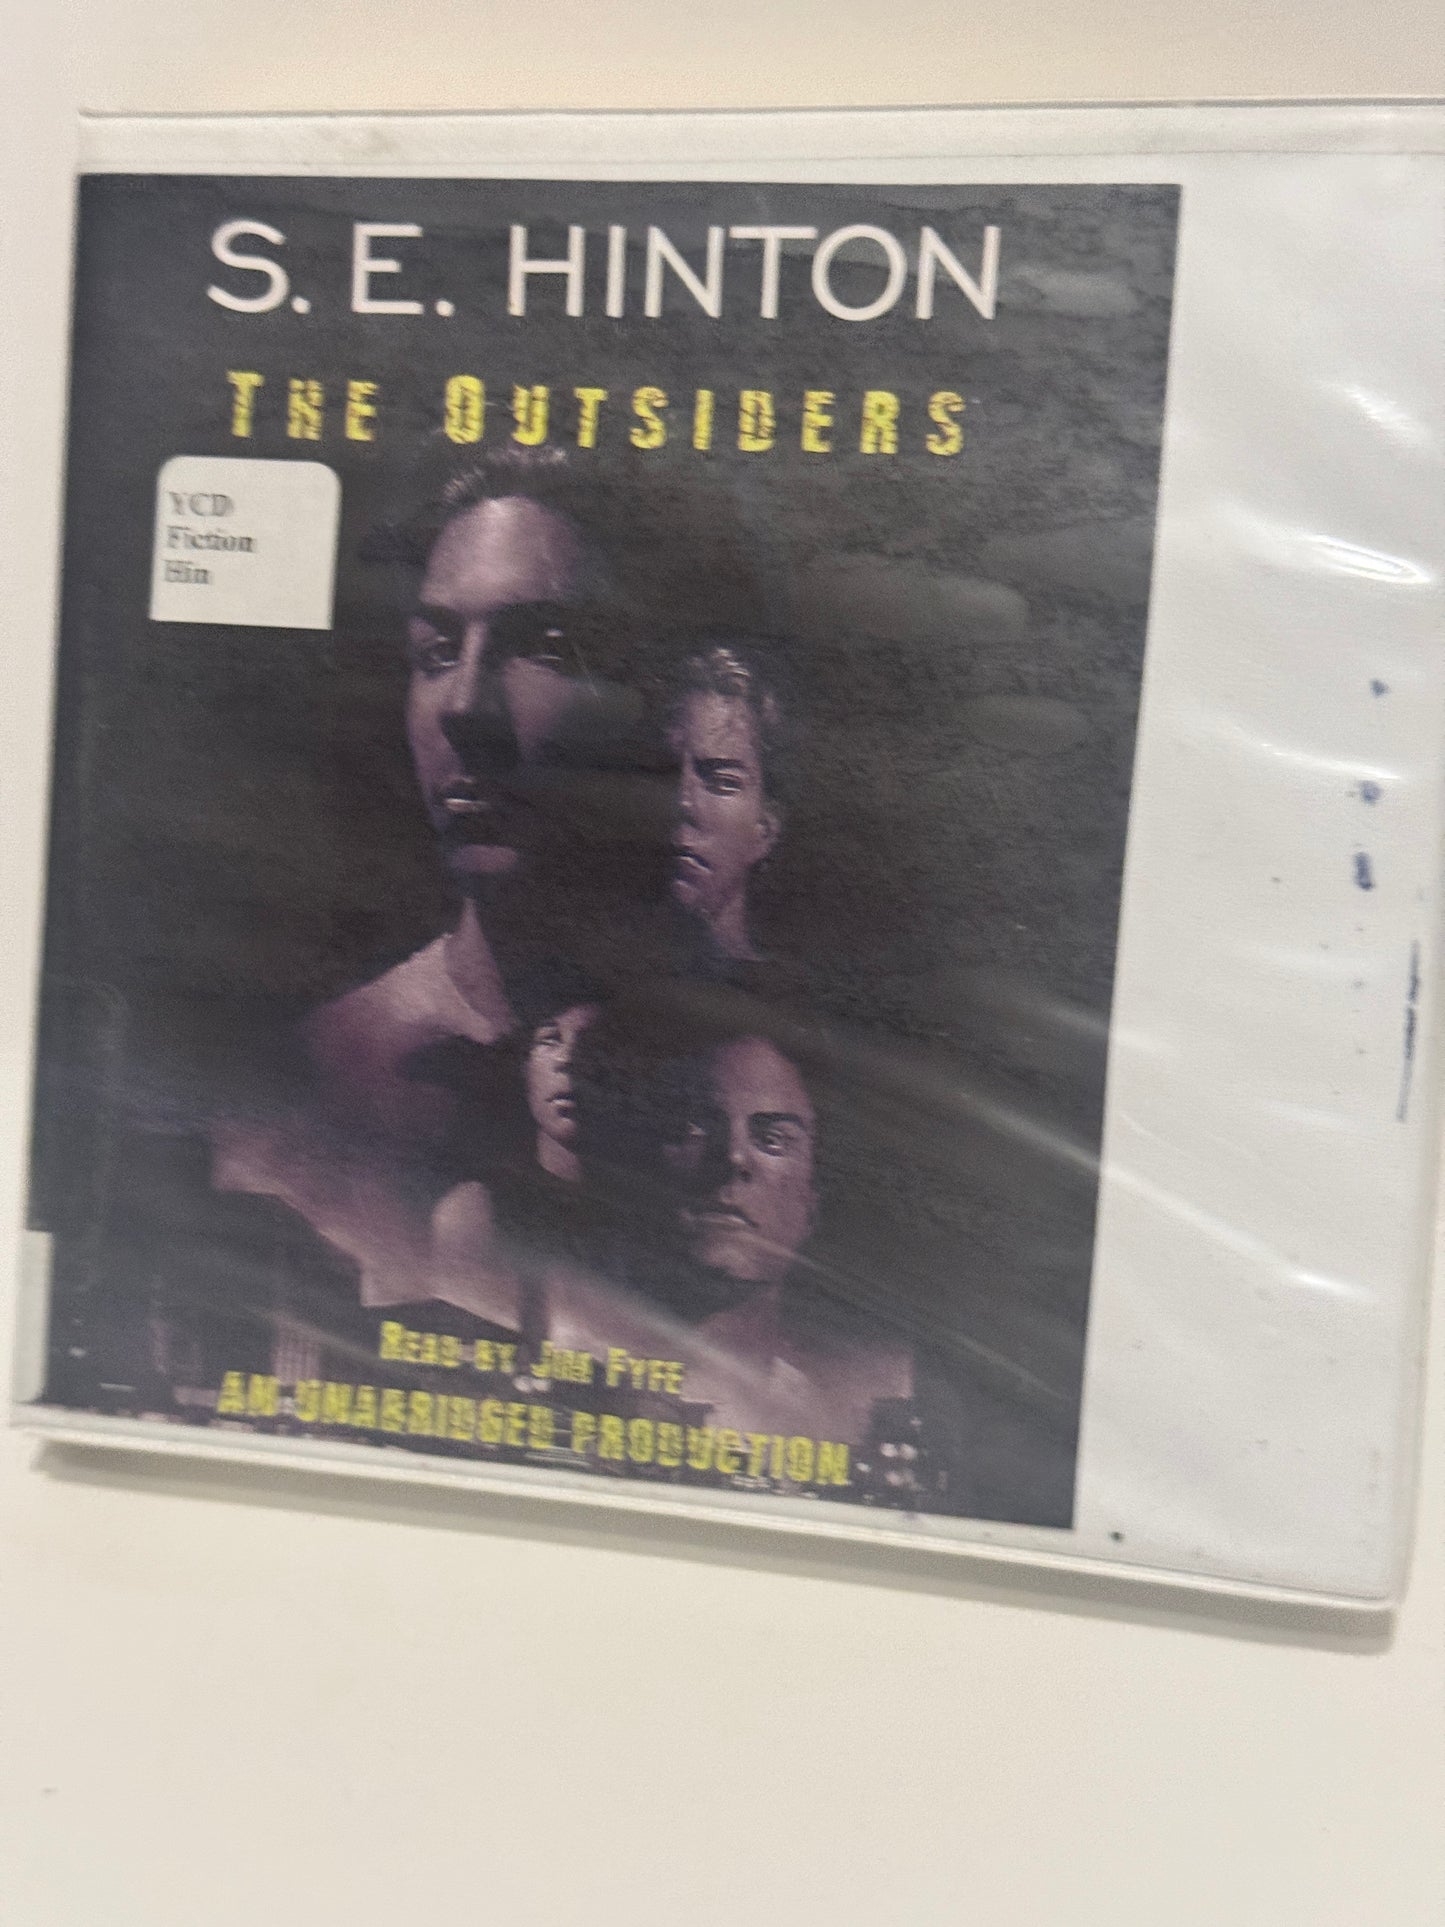 S. E. HINTON
THE OUTSIDERS
YCD
Fiction
Hin
READ BY JIM FYFE
AN UNABRIDGED PRODUCTION